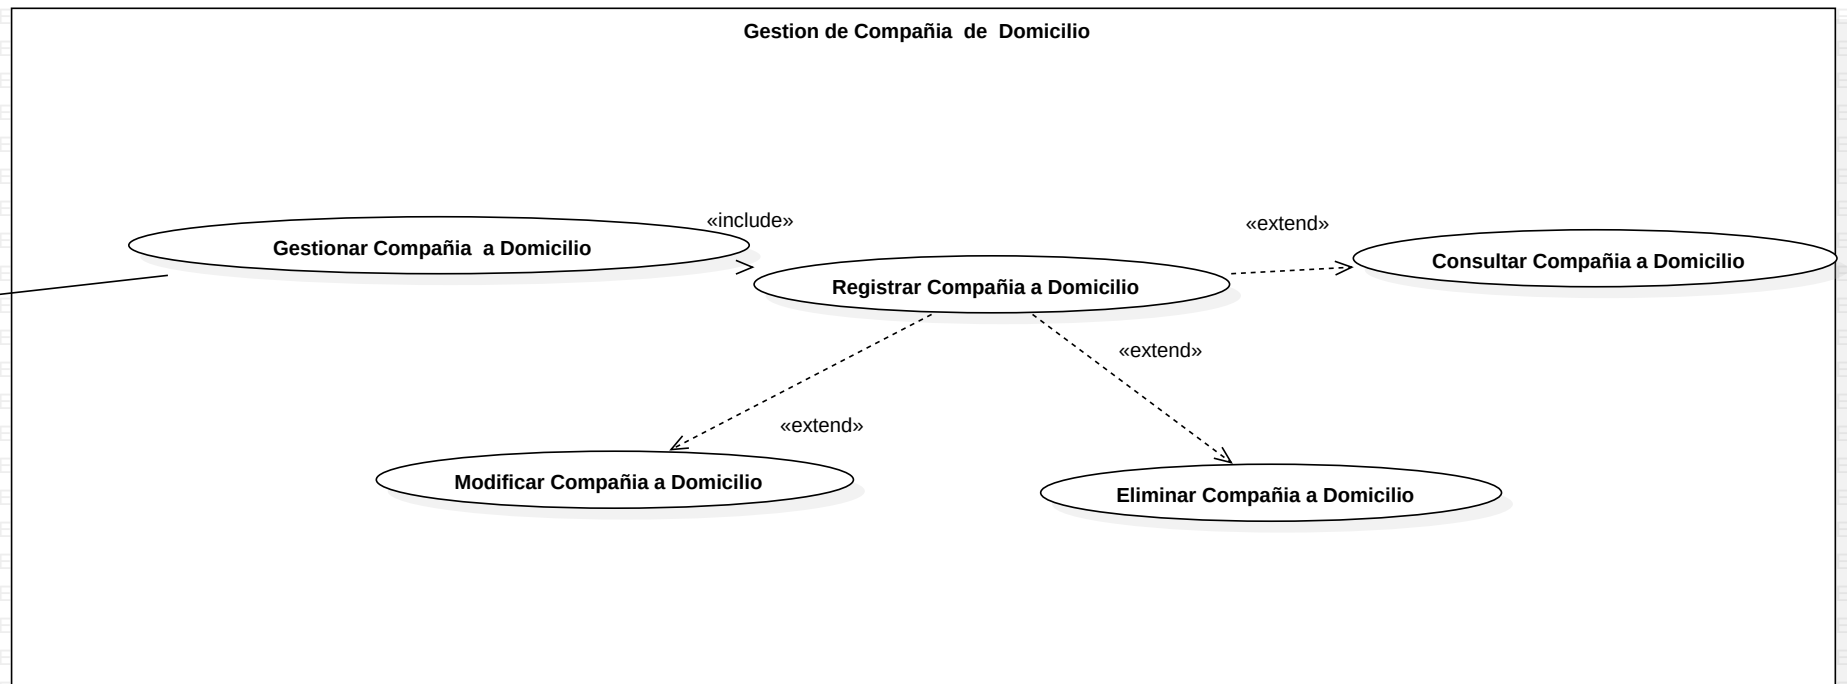 Gestion de Compañia  de  Domicilio
«include»
«extend»
Gestionar Compañia  a Domicilio
Consultar Compañia a Domicilio
Registrar Compañia a Domicilio
«extend»
«extend»
Modificar Compañia a Domicilio
Eliminar Compañia a Domicilio